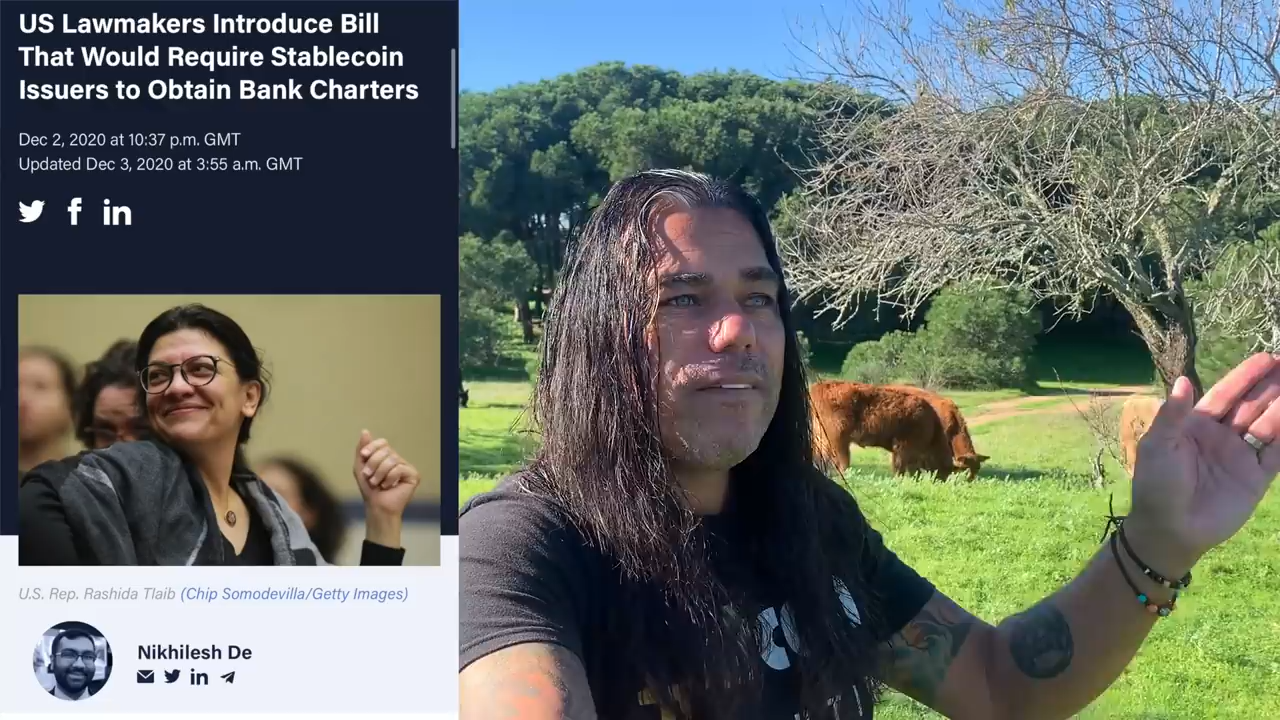 US Lawmakers Introduce Bill
That Would Require Stablecoin
Issuers to Obtain Bank Charters
Dec 2, 2020 at 10:37 p.m. GMT
Updated Dec 3, 2020 at 3:55 a.m. GMT
U.S. Rep. Rashida Tlaib (Chip Somodevilla/Getty Images)
Nikhilesh De